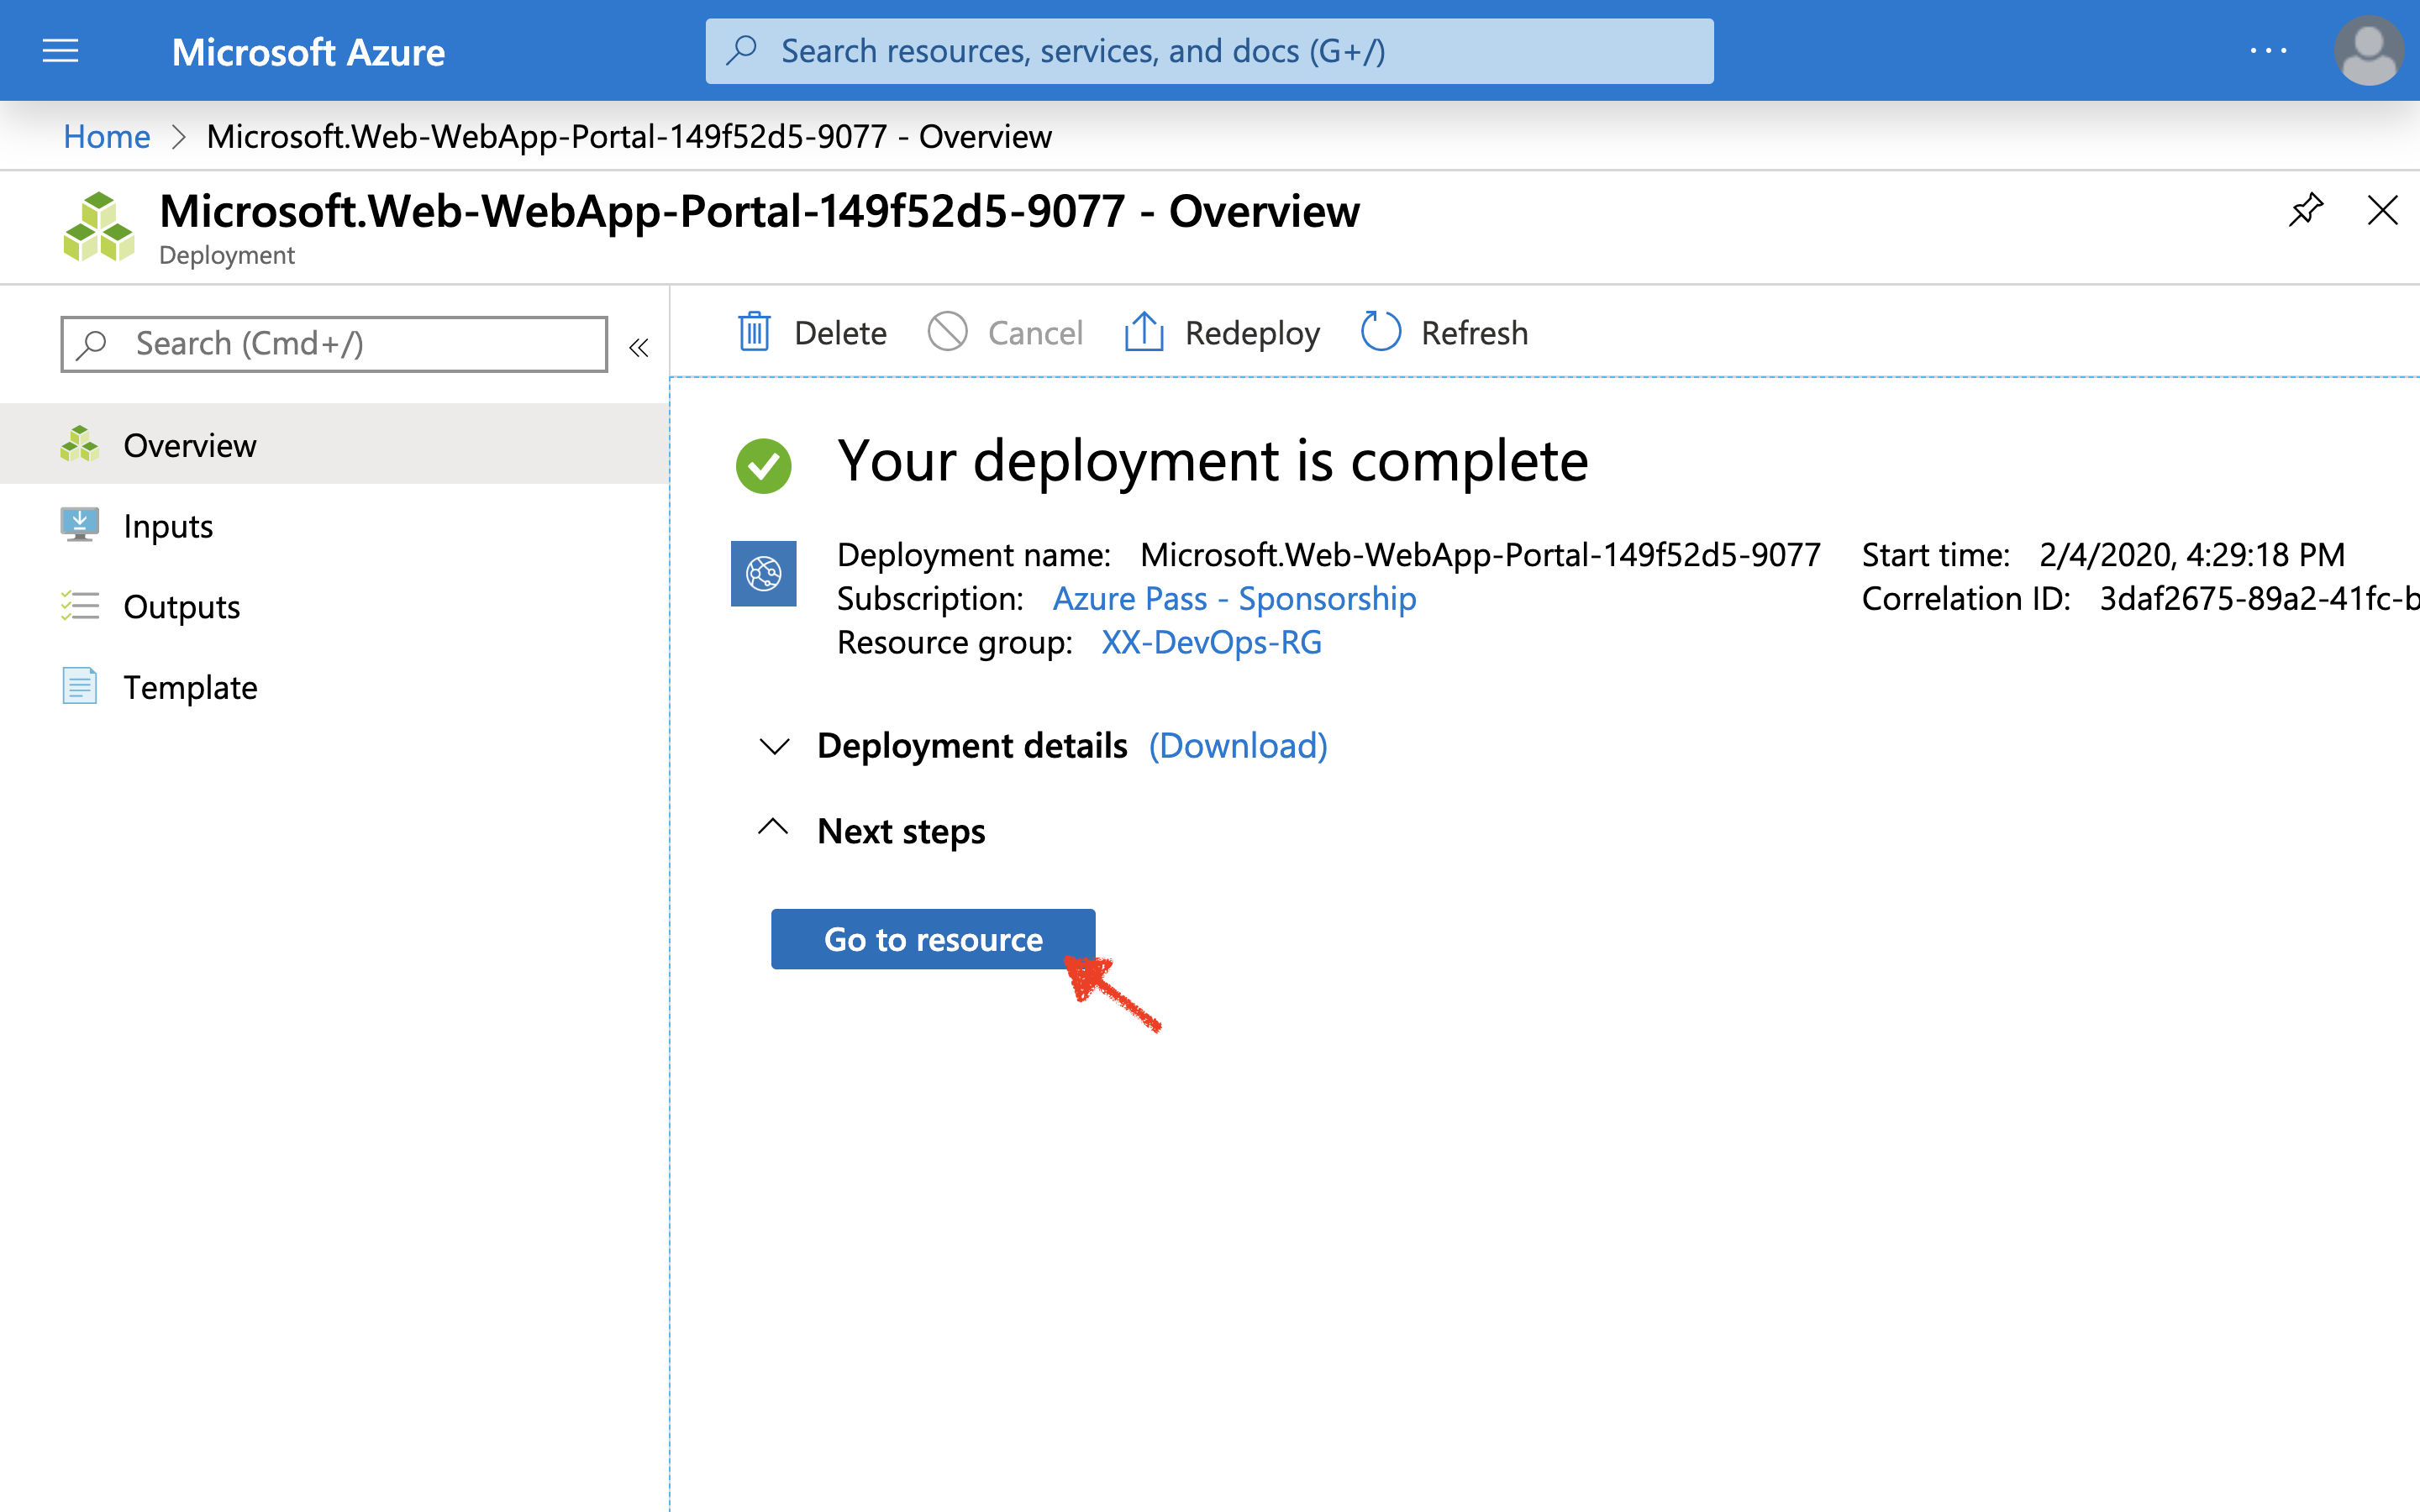 Microsoft Azure
Search resources, services, and docs (G+/)
Home > Microsoft.Web-WebApp-Portal-149f52d5-9077 - Overview
Microsoft.Web-WebApp-Portal-149f52d5-9077 - Overview
Deployment
Search (Cmd+/)
Overview
Inputs
Outputs
Template
Delete
Cancel
Redeploy
Refresh
Your deployment is complete
Deployment name: Microsoft.Web-WebApp-Portal-149f52d5-9077
Subscription: Azure Pass - Sponsorship
Resource group: XX-DevOps-RG
Start time: 2/4/2020, 4:29:18 PM
Correlation ID: 3daf2675-89a2-41fc-b
Deployment details (Download)
Next steps
Go to resource